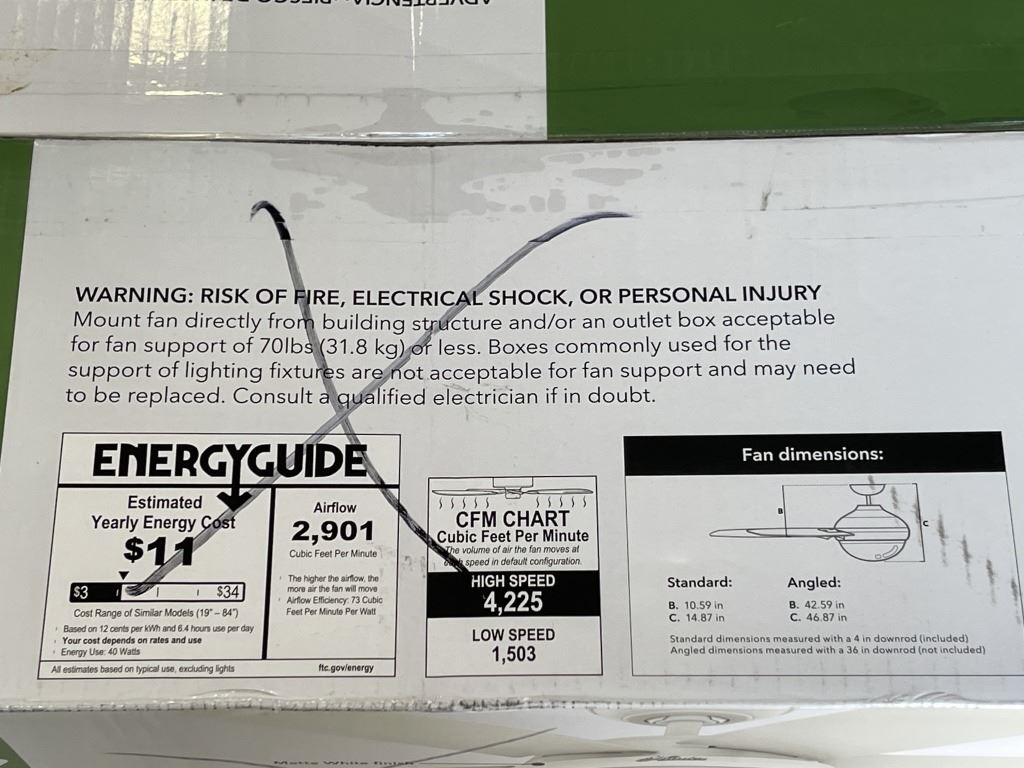 WARNING: RISK OF FIRE, ELECTRICAL SHOCK, OR PERSONAL INJURY
Mount fan directly from building structure and/or an outlet box acceptable
for fan support of 70lbs (31.8 kg) or less. Boxes commonly used for the
support of lighting fixtures are not acceptable for fan support and may need
to be replaced. Consult a qualified electrician if in doubt.
ENERGYGUIDE
Estimated
Yearly Energy Cost
$11
$3
$34
Cost Range of Similar Models (19" – 84")
Based on 12 cents per kWh and 6.4 hours use per day
Your cost depends on rates and use
Energy Use: 40 Watts
All estimates based on typical use, excluding lights
Airflow
2,901
Cubic Feet Per Minute
The higher the airflow, the
more air the fan will move
Airflow Efficiency: 73 Cubic
Feet Per Minute Per Watt
ftc.gov/energy
CFM CHART
Cubic Feet Per Minute
The volume of air the fan moves at
each speed in default configuration.
HIGH SPEED
4,225
LOW SPEED
1,503
Fan dimensions:
B
C
Standard:
B. 10.59 in
C. 14.87 in
Angled:
B. 42.59 in
C. 46.87 in
Standard dimensions measured with a 4 in downrod (included)
Angled dimensions measured with a 36 in downrod (not included)
Matte White finish